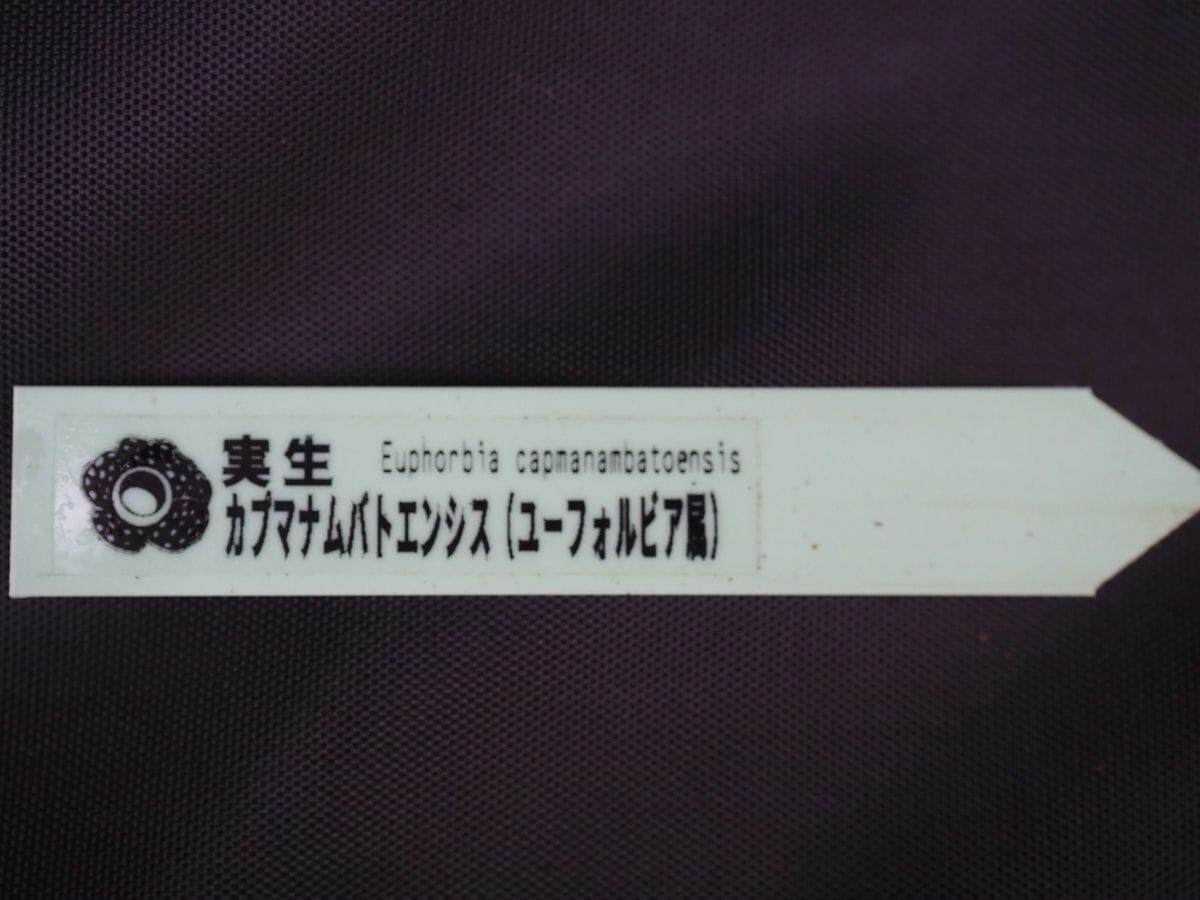 実生 Euphorbia capmanambatoensis
カプマナムバトエンシス(ユーフォルビア属)